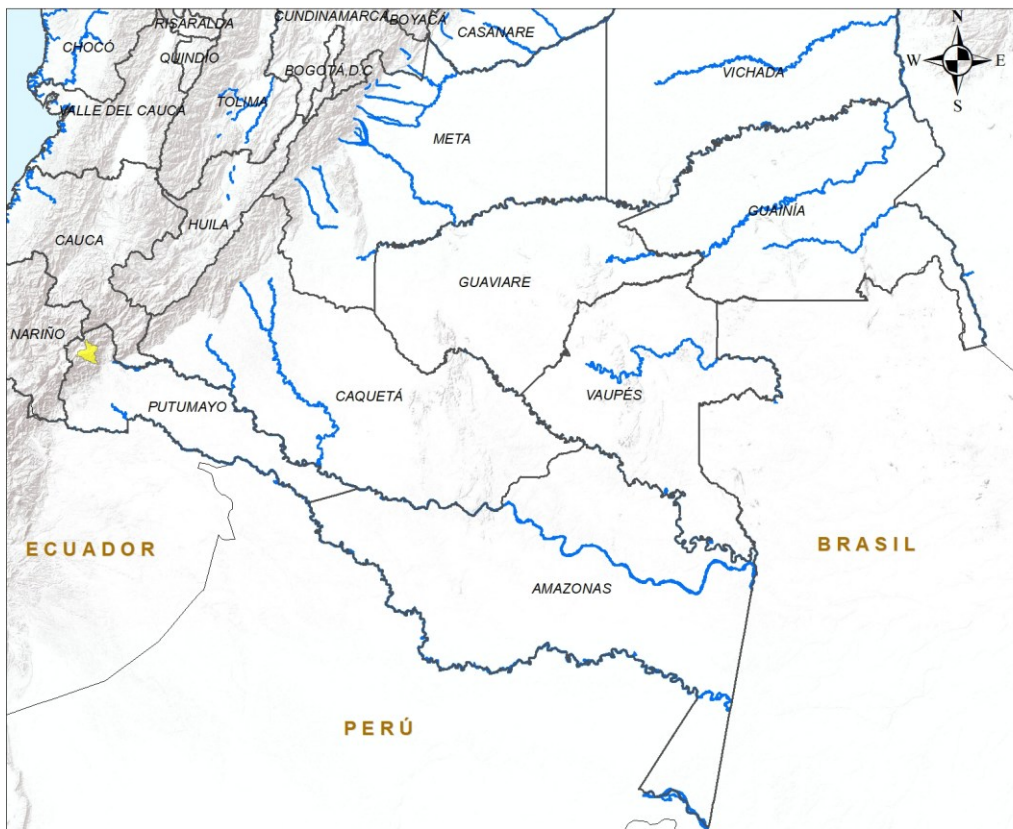 RISARALDA
CUNDINAMARCA
BOYACÁ
CASANARE
CHOCÓ
QUINDÍO
BOGOTÁ,D.C
VICHADA
N
W
E
S
VALLE DEL CAUCA
TOLIMA
META
GUAINÍA
CAUCA
HUILA
GUAVIARE
NARIÑO
CAQUETÁ
VAUPÉS
PUTUMAYO
ECUADOR
BRASIL
AMAZONAS
PERÚ